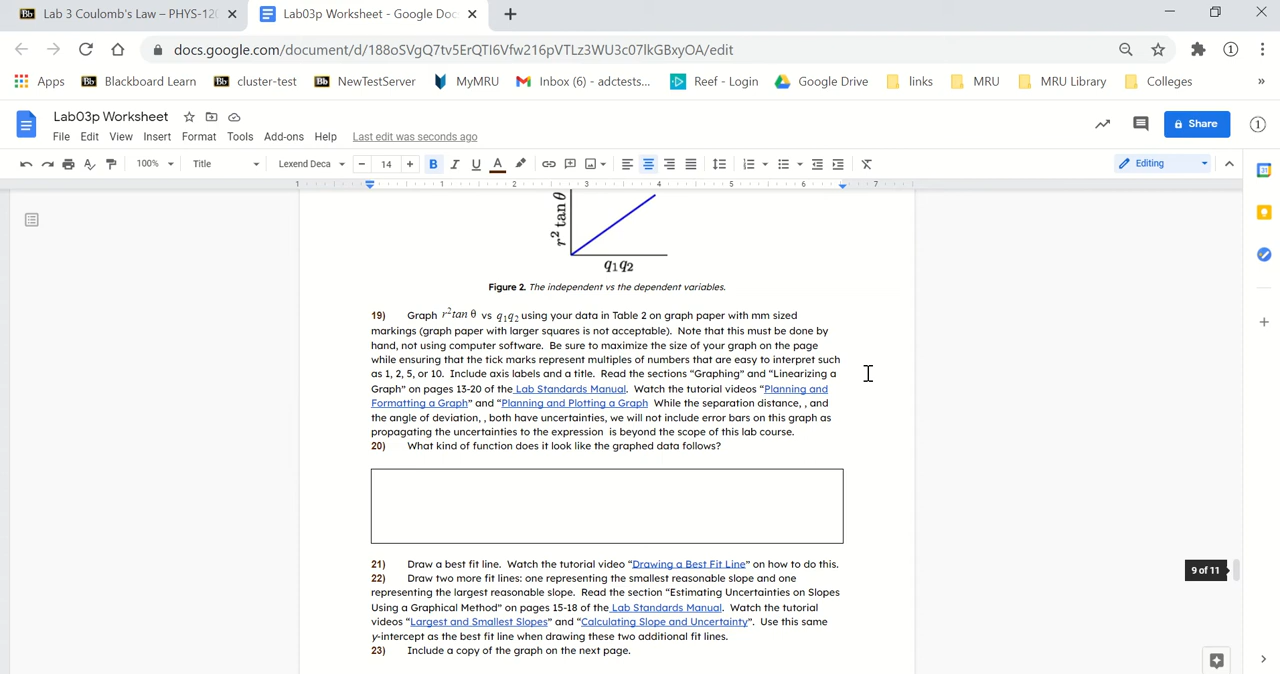 Lab 3 Coulomb's Law – PHYS-120
Lab03p Worksheet - Google Doc
docs.google.com/document/d/188oSVgQ7tv5ErQTl6Vfw216pVTLz3WU3c07lkGBxyOA/edit
Apps Blackboard Learn cluster-test NewTestServer MyMRU Inbox (6) - adctests... Reef - Login Google Drive links MRU MRU Library Colleges »
Lab03p Worksheet
Share
File Edit View Insert Format Tools Add-ons Help Last edit was seconds ago
100% Title Lexend Deca 14 B I U A Editing
1 1 2 3 4 5 6 7
r² tan θ
q₁q₂
Figure 2. The independent vs the dependent variables.
19) Graph r²tan θ vs q₁q₂ using your data in Table 2 on graph paper with mm sized
markings (graph paper with larger squares is not acceptable). Note that this must be done by
hand, not using computer software. Be sure to maximize the size of your graph on the page
while ensuring that the tick marks represent multiples of numbers that are easy to interpret such
as 1, 2, 5, or 10. Include axis labels and a title. Read the sections “Graphing” and “Linearizing a
Graph” on pages 13-20 of the Lab Standards Manual. Watch the tutorial videos “Planning and
Formatting a Graph” and “Planning and Plotting a Graph While the separation distance, , and
the angle of deviation, , both have uncertainties, we will not include error bars on this graph as
propagating the uncertainties to the expression is beyond the scope of this lab course.
20) What kind of function does it look like the graphed data follows?
21) Draw a best fit line. Watch the tutorial video “Drawing a Best Fit Line” on how to do this.
22) Draw two more fit lines: one representing the smallest reasonable slope and one
representing the largest reasonable slope. Read the section “Estimating Uncertainties on Slopes
Using a Graphical Method” on pages 15-18 of the Lab Standards Manual. Watch the tutorial
videos “Largest and Smallest Slopes” and “Calculating Slope and Uncertainty”. Use this same
y-intercept as the best fit line when drawing these two additional fit lines.
23) Include a copy of the graph on the next page.
9 of 11